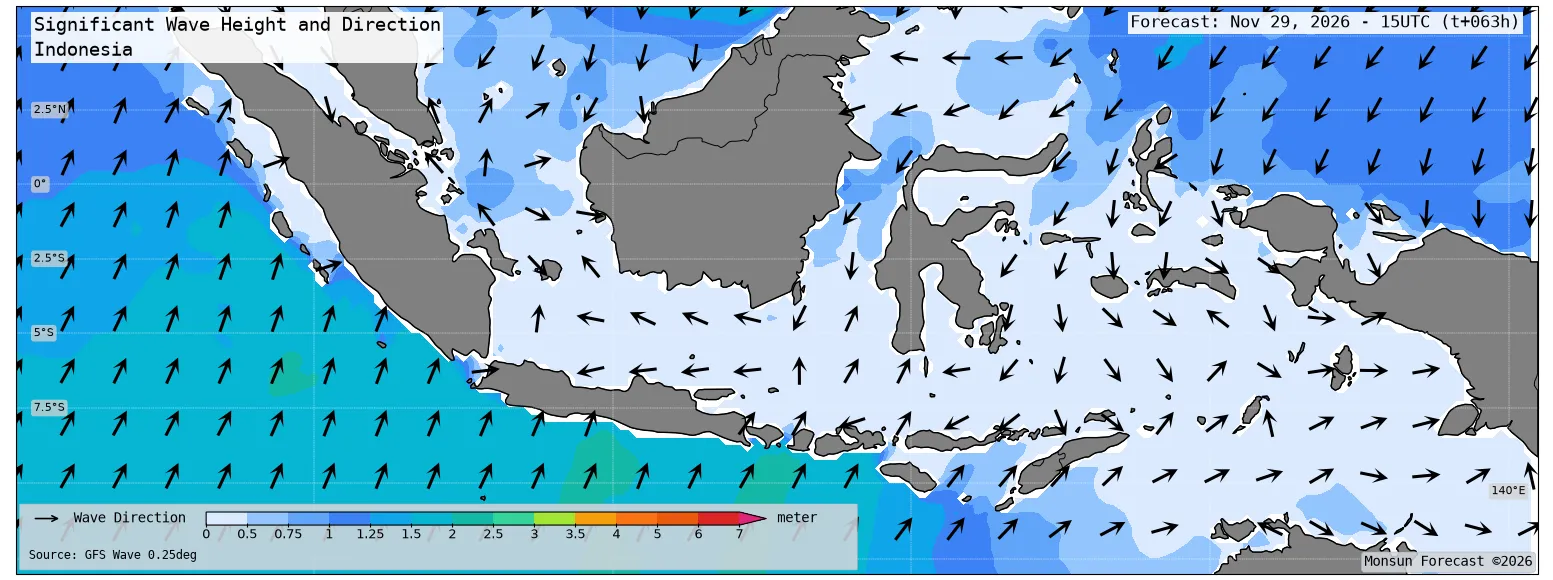 Significant Wave Height and Direction
Indonesia
Forecast: Nov 29, 2026 - 15UTC (t+063h)
2.5°N
0°
2.5°S
5°S
7.5°S
140°E
Wave Direction
0 0.5 0.75 1 1.25 1.5 2 2.5 3 3.5 4 5 6 7
meter
Source: GFS Wave 0.25deg
Monsun Forecast ©2026